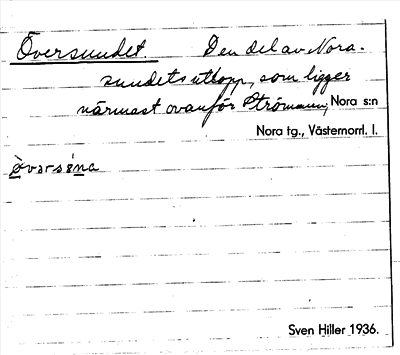 Översundet. Den del av Nora-
sundets utlopp, som ligger
närmast ovanför Strömmen, Nora s:n
Nora tg., Västernorrl. l.
Sven Hiller 1936.